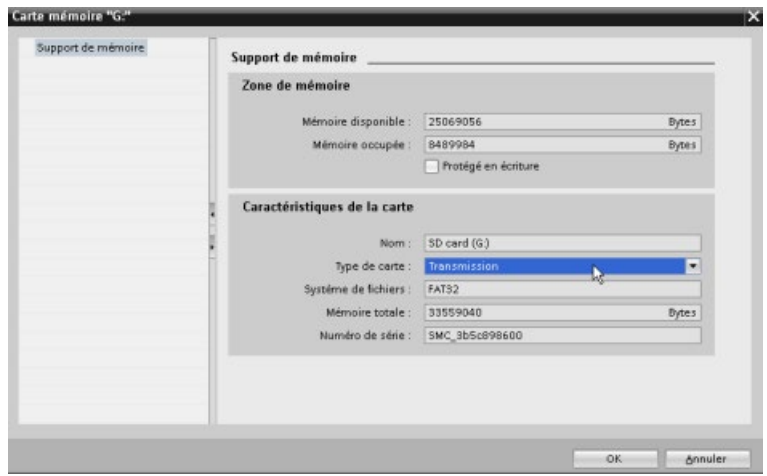 Carte mémoire "G:"
Support de mémoire
Support de mémoire
Zone de mémoire
Mémoire disponible : 25069056 Bytes
Mémoire occupée : 8489984 Bytes
Protégé en écriture
Caractéristiques de la carte
Nom : SD card (G:)
Type de carte : Transmission
Système de fichiers : FAT32
Mémoire totale : 33559040 Bytes
Numéro de série : SMC_3b5c898600
OK Annuler